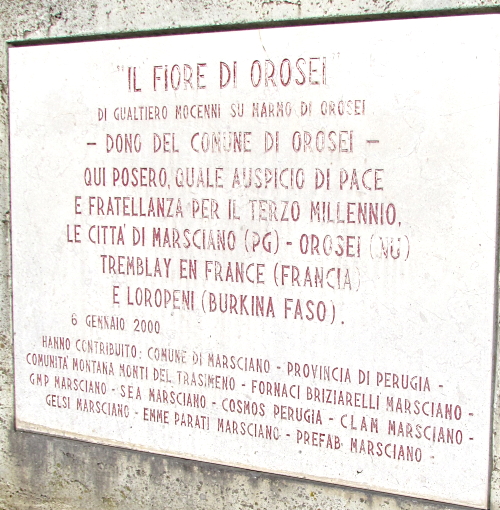 "IL FIORE DI OROSEI"
DI GUALTIERO MOCENNI SU MARMO DI OROSEI
- DONO DEL COMUNE DI OROSEI -
QUI POSERO, QUALE AUSPICIO DI PACE
E FRATELLANZA PER IL TERZO MILLENNIO,
LE CITTA' DI MARSCIANO (PG) - OROSEI (NU)
TREMBLAY EN FRANCE (FRANCIA)
E LOROPENI (BURKINA FASO).
6 GENNAIO 2000
HANNO CONTRIBUITO: COMUNE DI MARSCIANO - PROVINCIA DI PERUGIA -
COMUNITA' MONTANA MONTI DEL TRASIMENO - FORNACI BRIZIARELLI MARSCIANO -
GMP MARSCIANO - SEA MARSCIANO - COSMOS PERUGIA - CLAM MARSCIANO -
GELSI MARSCIANO - EMME PARATI MARSCIANO - PREFAB MARSCIANO -